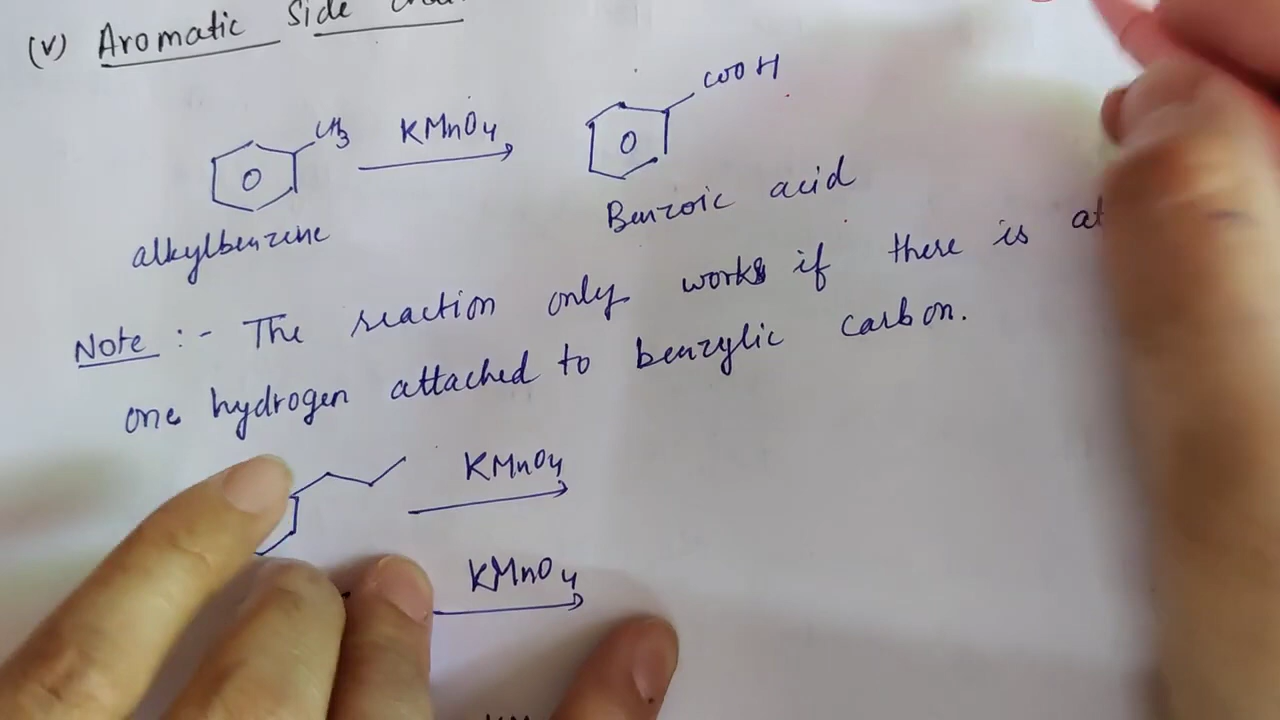 (V) Aromatic Side
CH3 KMnO4 COOH
alkylbenzene Benzoic acid
Note :- The reaction only works if there is at
one hydrogen attached to benzylic carbon.
KMnO4
KMnO4